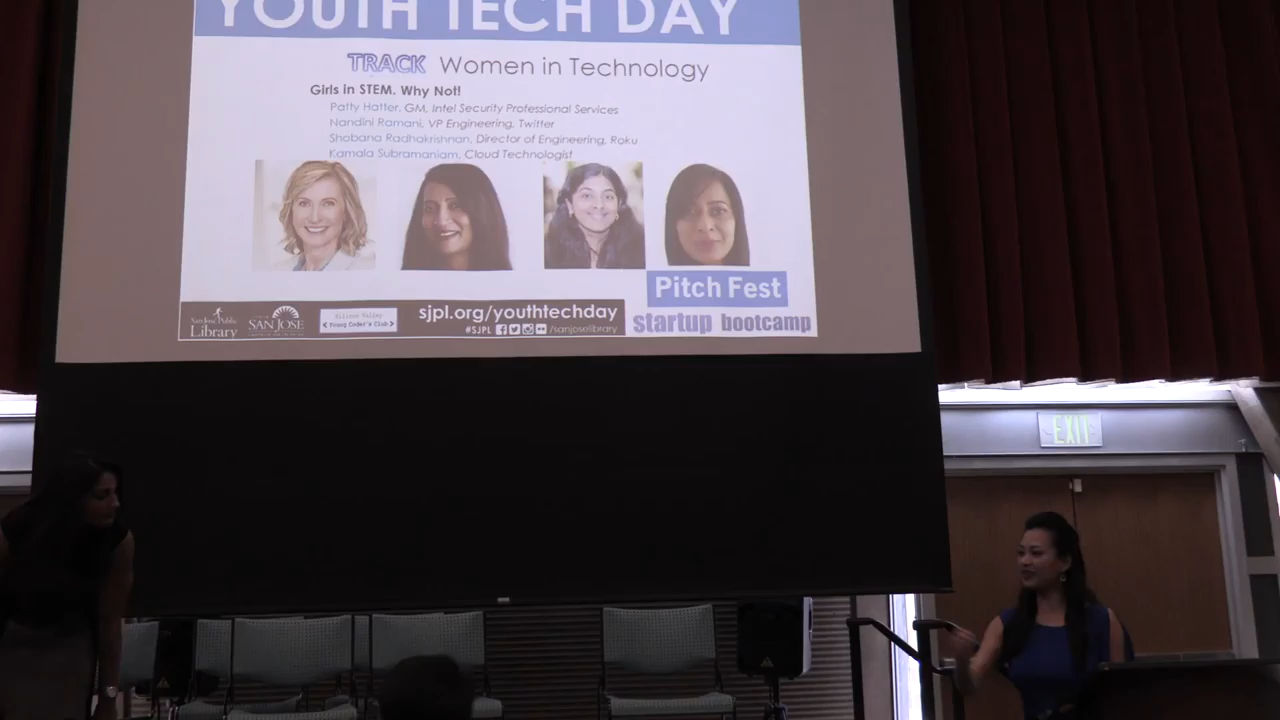 YOUTH TECH DAY
TRACK Women in Technology
Girls in STEM. Why Not!
Patty Hatter, GM, Intel Security Professional Services
Nandini Ramani, VP Engineering, Twitter
Shobana Radhakrishnan, Director of Engineering, Roku
Kamala Subramaniam, Cloud Technologist
Pitch Fest
startup bootcamp
San Jose Public
Library
SAN JOSE
Silicon Valley
Young Coder's Club
sjpl.org/youthtechday
#SJPL /sanjoselibrary
EXIT